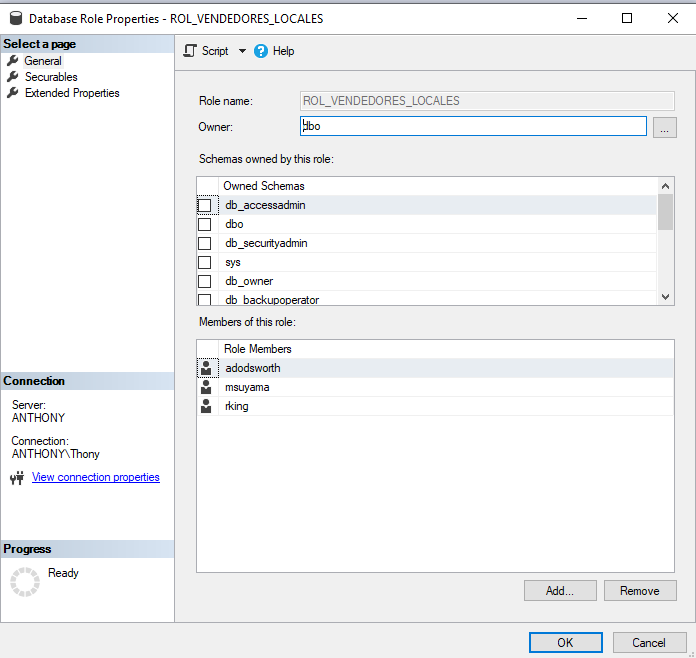 Database Role Properties - ROL_VENDEDORES_LOCALES
Select a page
General
Securables
Extended Properties
Script
Help
Role name:
ROL_VENDEDORES_LOCALES
Owner:
dbo
...
Schemas owned by this role:
Owned Schemas
db_accessadmin
dbo
db_securityadmin
sys
db_owner
db_backupoperator
Members of this role:
Role Members
adodsworth
msuyama
rking
Connection
Server:
ANTHONY
Connection:
ANTHONY\Thony
View connection properties
Progress
Ready
Add...
Remove
OK
Cancel